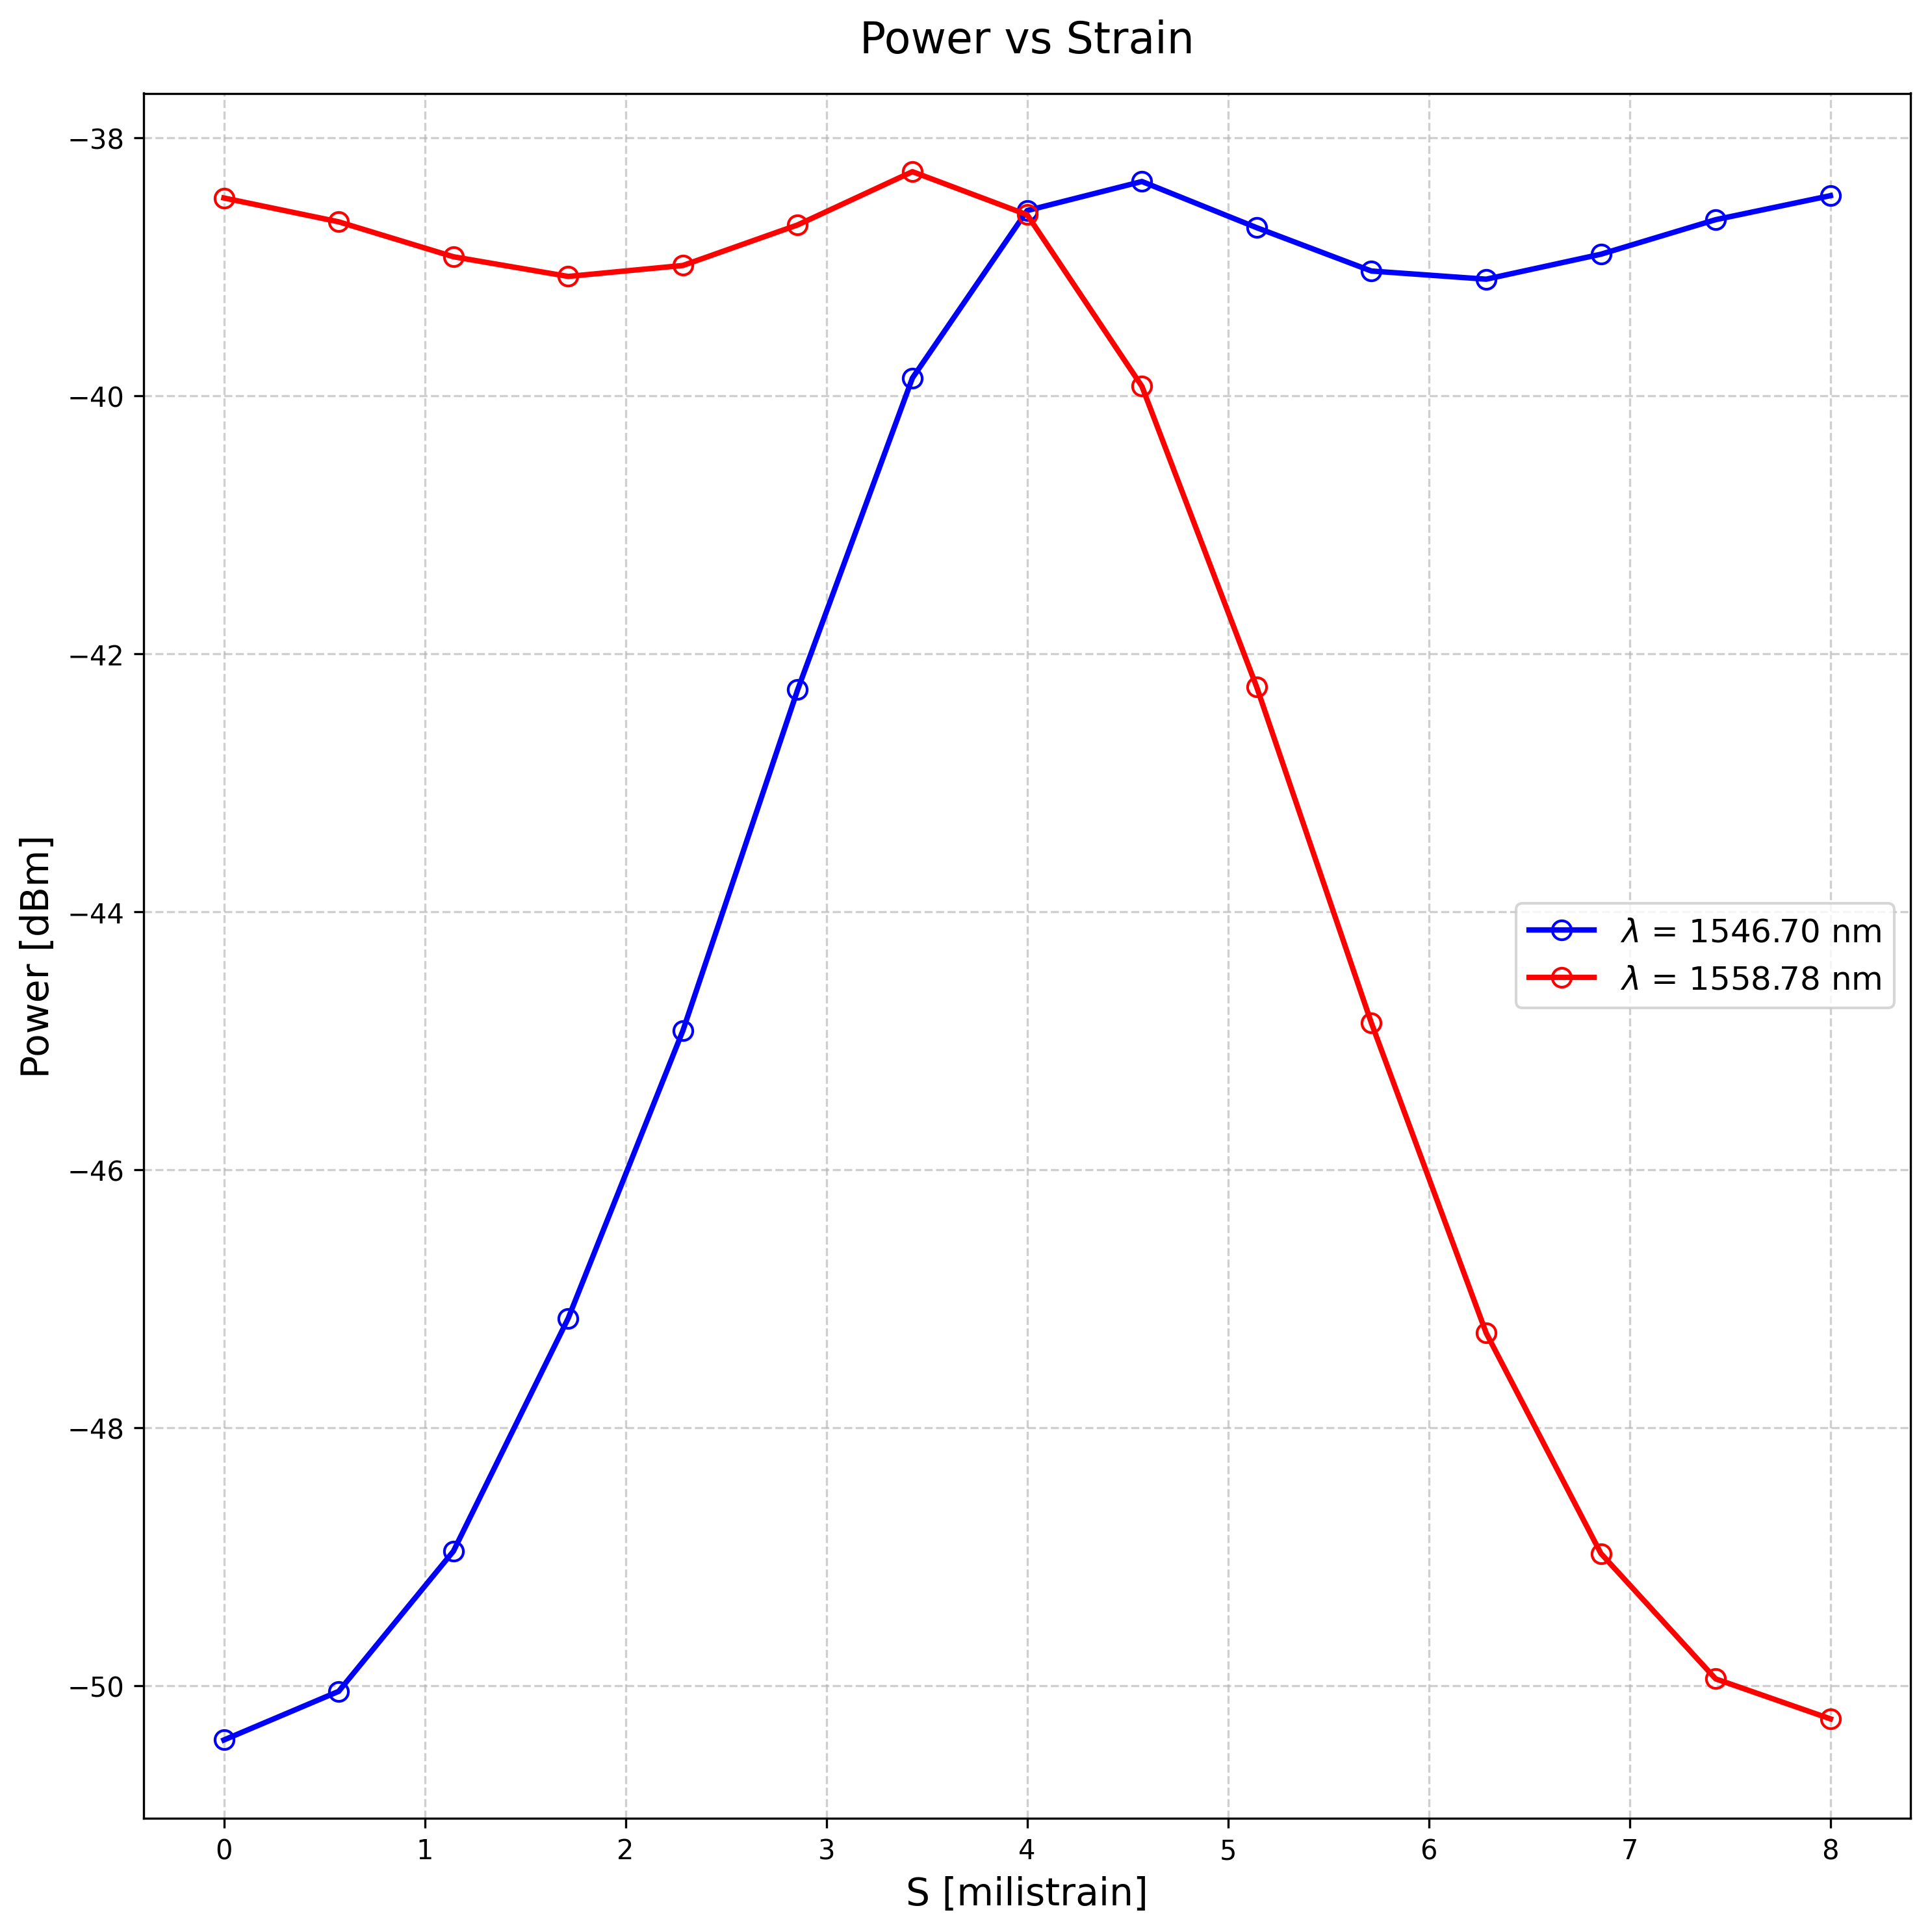 Power vs Strain
−38
−40
−42
−44
−46
−48
−50
Power [dBm]
λ = 1546.70 nm
λ = 1558.78 nm
0 1 2 3 4 5 6 7 8
S [milistrain]